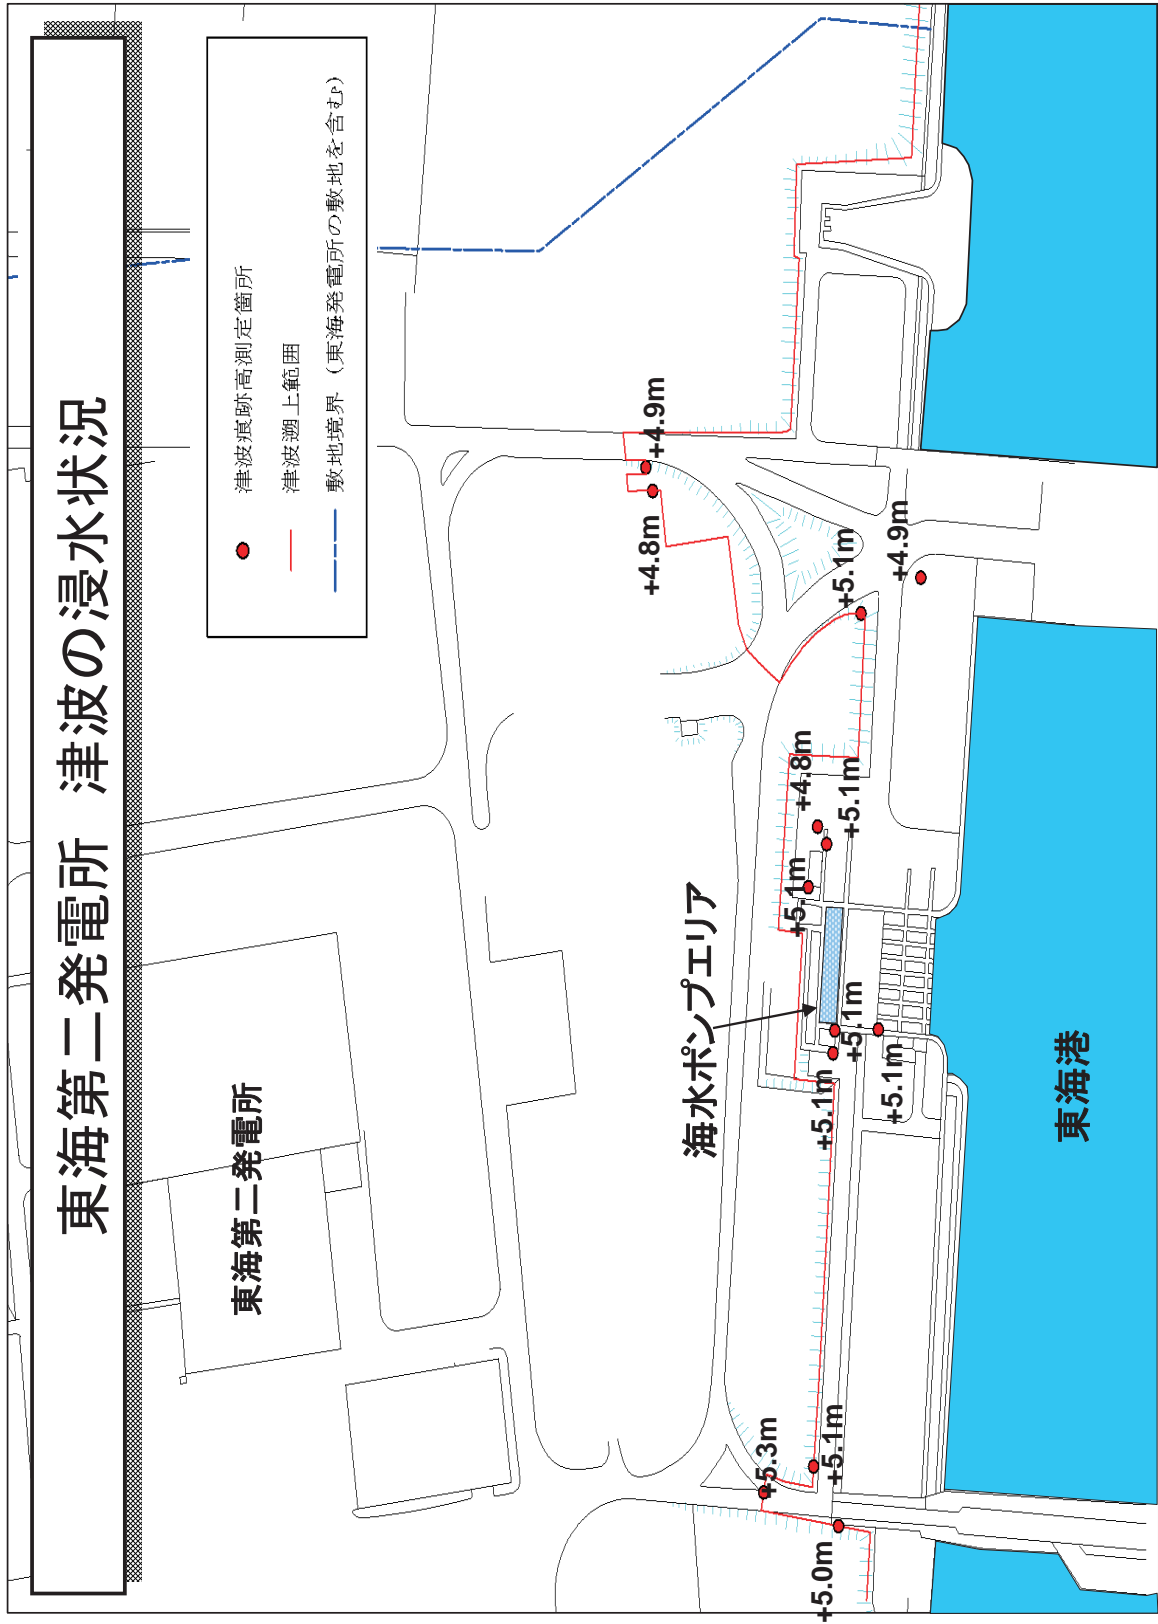 東海第二発電所　津波の浸水状況
津波痕跡高測定箇所
津波遡上範囲
敷地境界（東海発電所の敷地を含む）
東海第二発電所
海水ポンプエリア
東海港
+4.9m
+4.8m
+5.1m
+4.9m
+4.8m
+5.1m
+5.1m
+5.1m
+5.1m
+5.1m
+5.3m
+5.1m
+5.0m